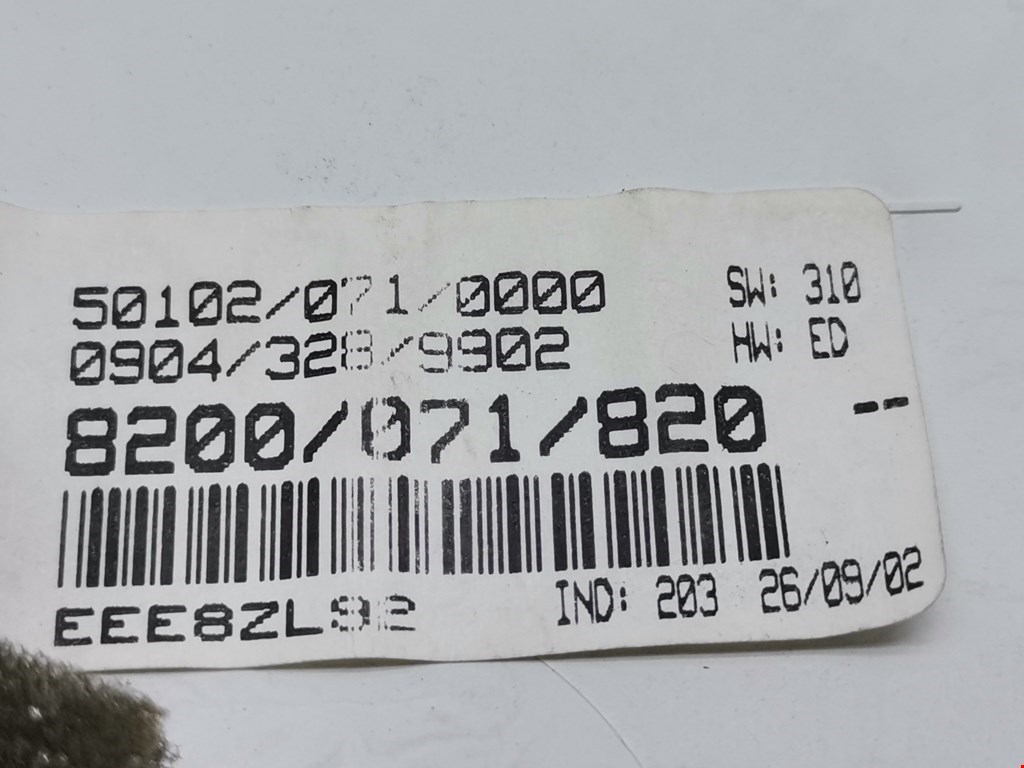 50102/071/0000 SW: 310
0904/328/9902 HW: ED
8200/071/820 --
EEE8ZL92 IND: 203 26/09/02